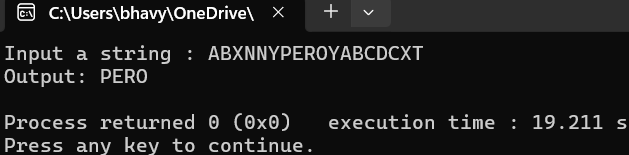 C:\Users\bhavy\OneDrive\
Input a string : ABXNNYPEROYABCDCXT
Output: PERO
Process returned 0 (0x0)   execution time : 19.211 s
Press any key to continue.